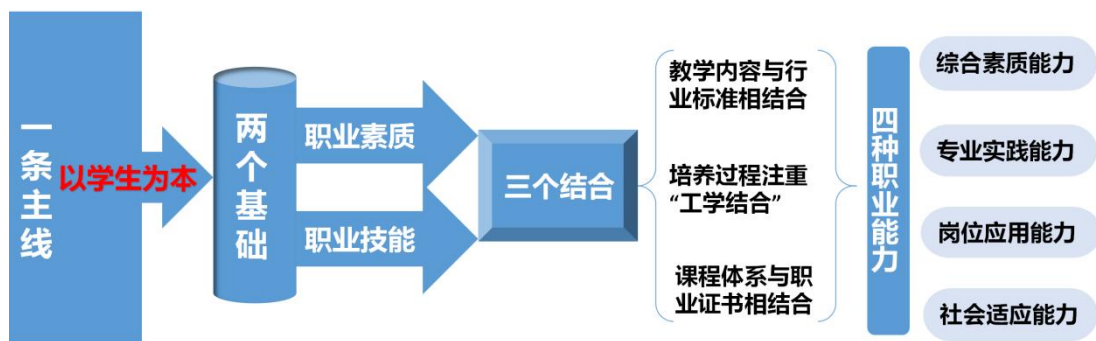 一条主线
以学生为本
两个基础
职业素质
职业技能
三个结合
教学内容与行
业标准相结合
培养过程注重
“工学结合”
课程体系与职
业证书相结合
四种职业能力
综合素质能力
专业实践能力
岗位应用能力
社会适应能力